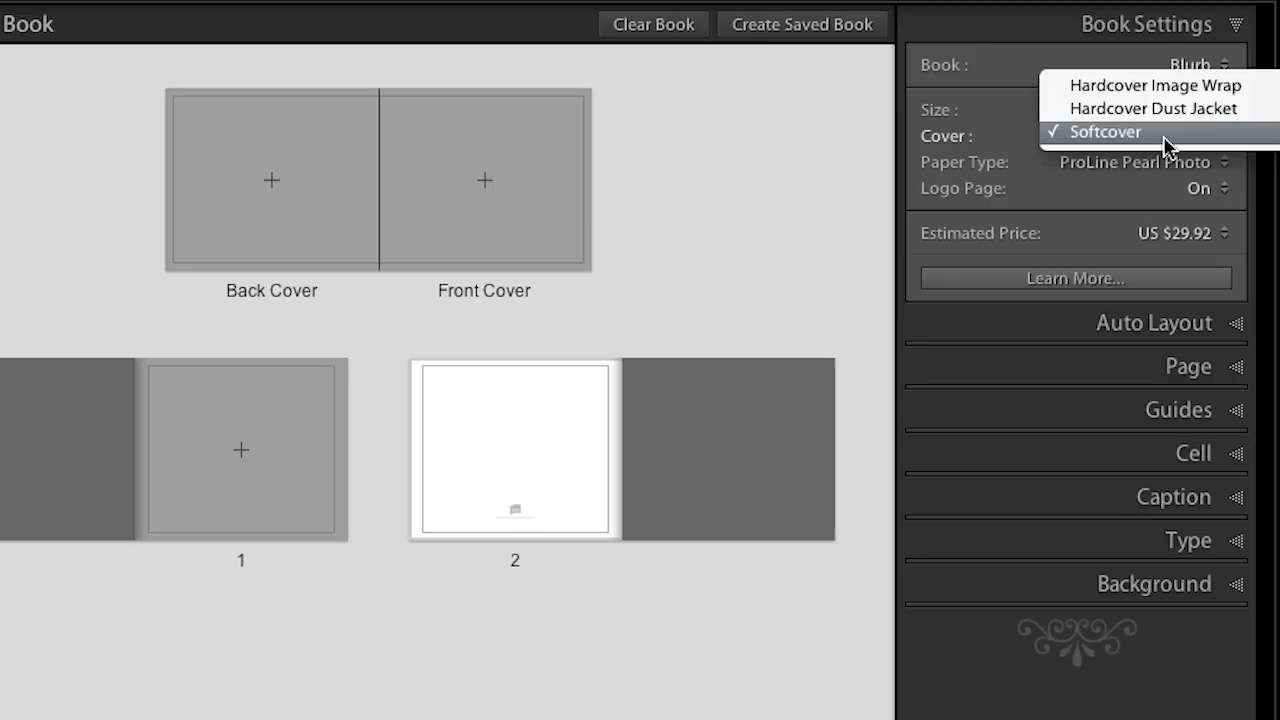 Book
Clear Book
Create Saved Book
Book Settings
Book :
Blurb
Hardcover Image Wrap
Hardcover Dust Jacket
✓ Softcover
Size :
Cover :
Paper Type:
ProLine Pearl Photo
Logo Page:
On
Estimated Price:
US $29.92
Learn More...
Auto Layout
Page
Guides
Cell
Caption
Type
Background
Back Cover
Front Cover
1
2